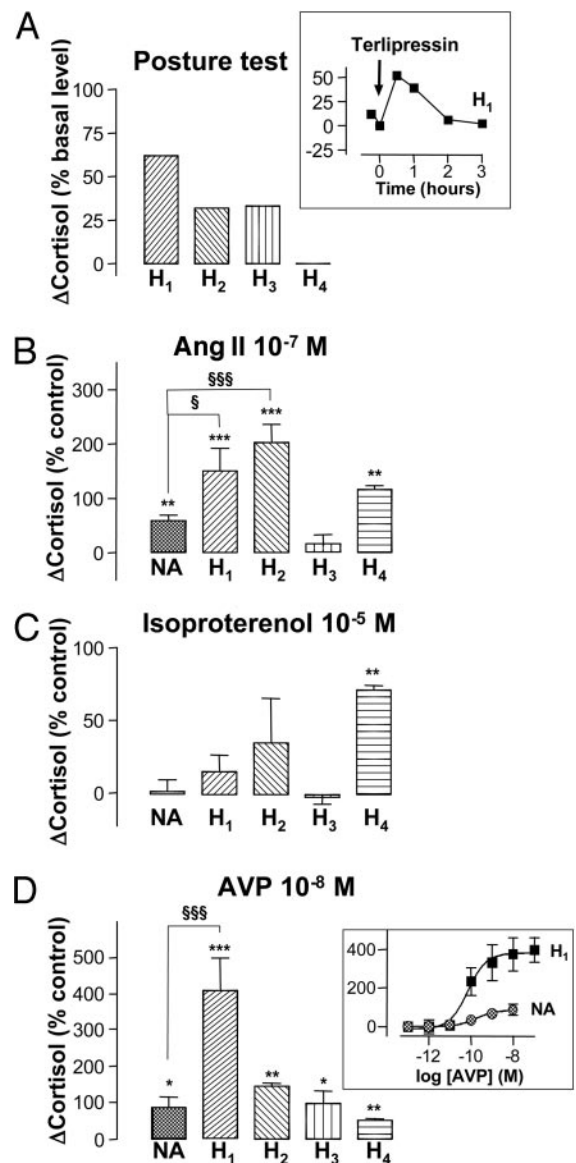 A
Posture test
ΔCortisol (% basal level)
100
75
50
25
0
H₁ H₂ H₃ H₄
Terlipressin
50
25
0
-25
H₁
0 1 2 3
Time (hours)
B
Ang II 10⁻⁷ M
ΔCortisol (% control)
300
200
100
0
§§§
§
** *** *** **
NA H₁ H₂ H₃ H₄
C
Isoproterenol 10⁻⁵ M
ΔCortisol (% control)
100
50
0
**
NA H₁ H₂ H₃ H₄
D
AVP 10⁻⁸ M
ΔCortisol (% control)
500
400
300
200
100
0
§§§
* *** ** * **
NA H₁ H₂ H₃ H₄
400
200
0
H₁
NA
-12 -10 -8
log [AVP] (M)